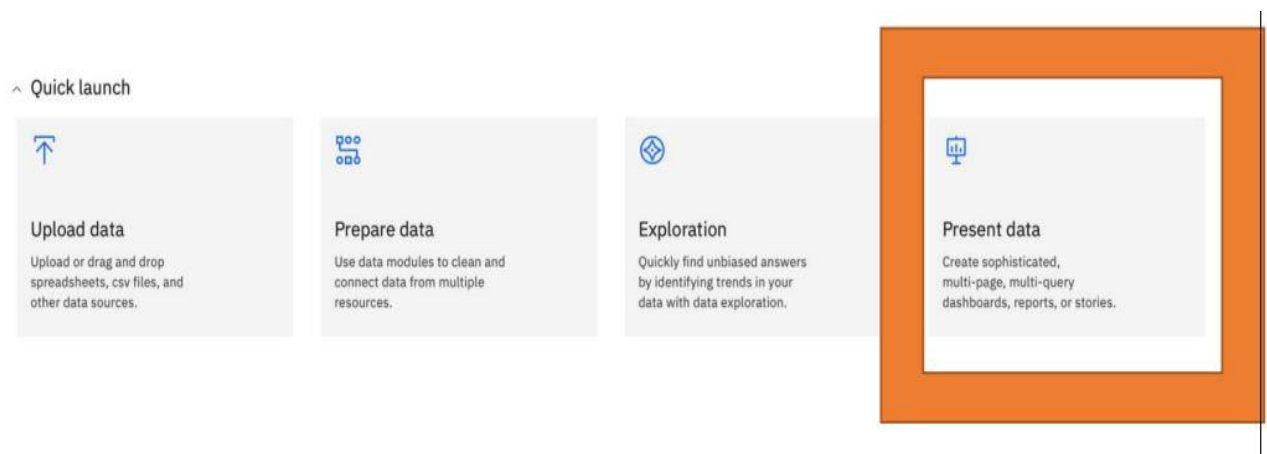 Quick launch
Upload data
Upload or drag and drop
spreadsheets, csv files, and
other data sources.
Prepare data
Use data modules to clean and
connect data from multiple
resources.
Exploration
Quickly find unbiased answers
by identifying trends in your
data with data exploration.
Present data
Create sophisticated,
multi-page, multi-query
dashboards, reports, or stories.